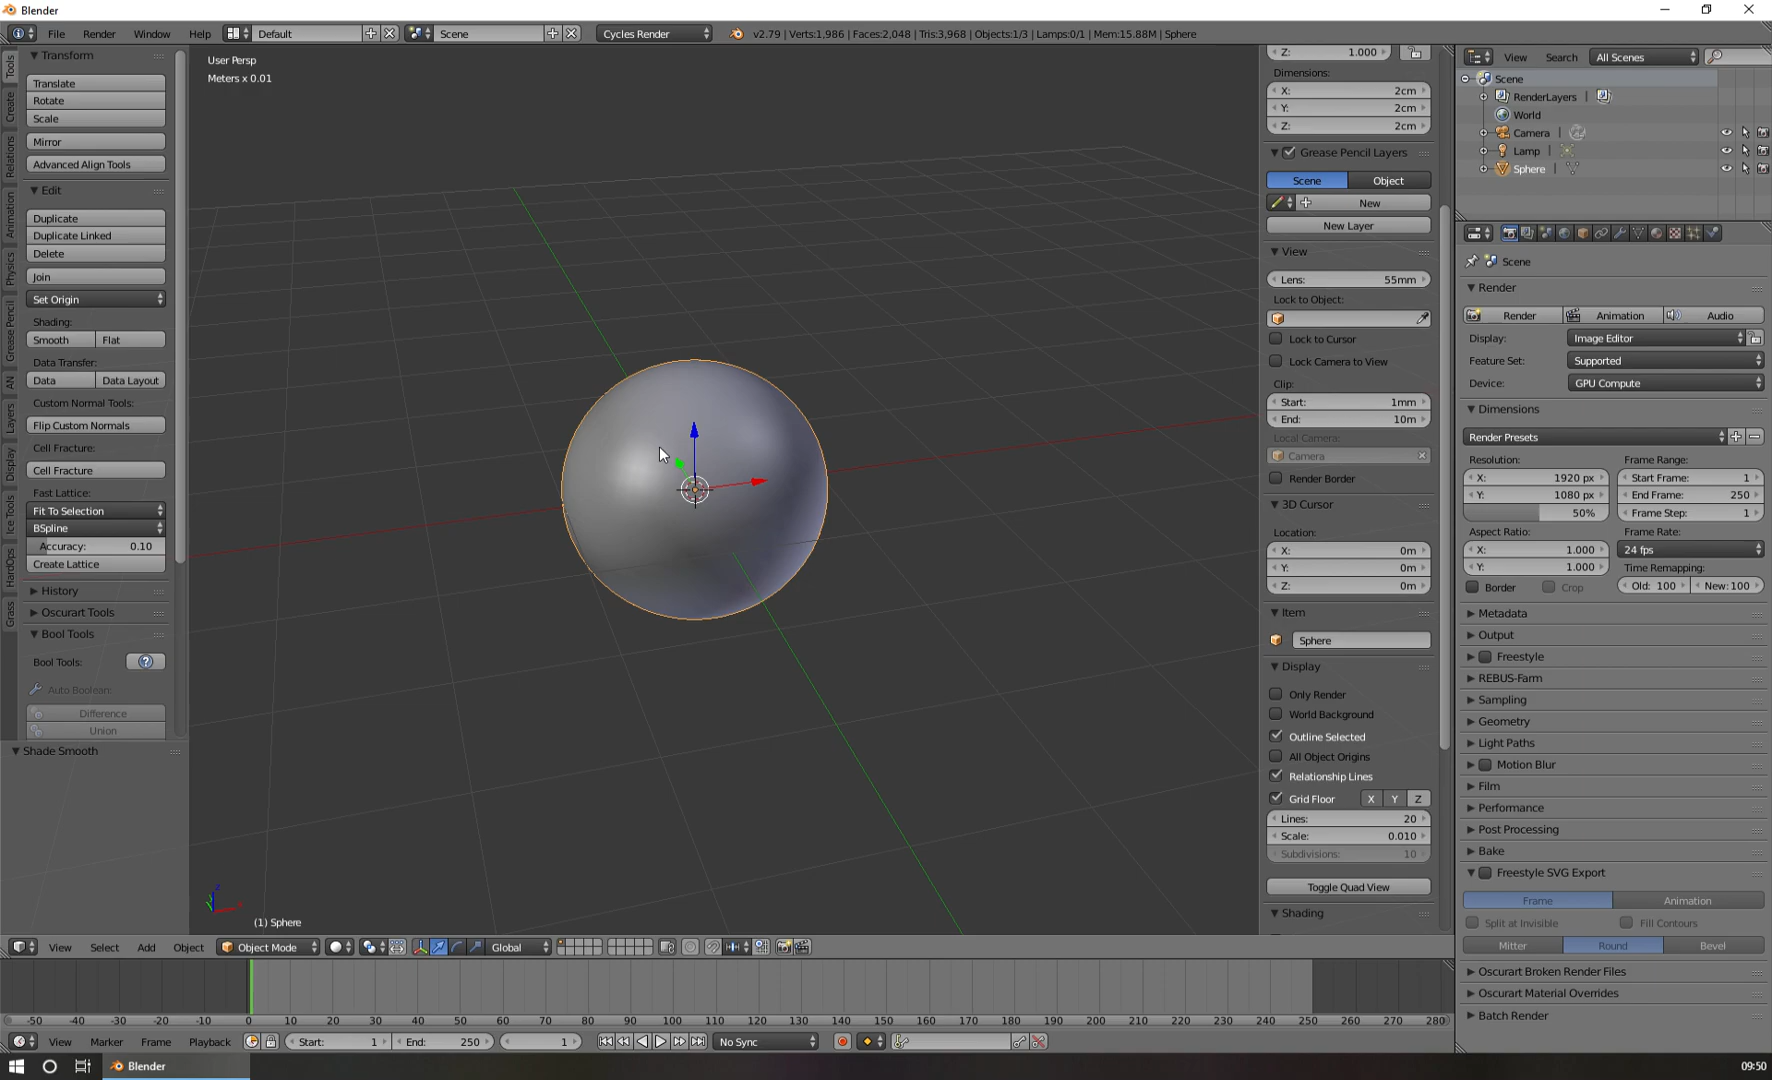 Blender
File Render Window Help Default Scene Cycles Render v2.79 | Verts:1,986 | Faces:2,048 | Tris:3,968 | Objects:1/3 | Lamps:0/1 | Mem:15.88M | Sphere
Tools
Create
Relations
Animation
Physics
Grease Pencil
AN
Layers
Display
Ice Tools
HardOps
Grass
Transform
Translate
Rotate
Scale
Mirror
Advanced Align Tools
Edit
Duplicate
Duplicate Linked
Delete
Join
Set Origin
Shading:
Smooth Flat
Data Transfer:
Data Data Layout
Custom Normal Tools:
Flip Custom Normals
Cell Fracture:
Cell Fracture
Fast Lattice:
Fit To Selection
BSpline
Accuracy: 0.10
Create Lattice
History
Oscurart Tools
Bool Tools
Bool Tools:
Auto Boolean:
Difference
Union
Shade Smooth
User Persp
Meters x 0.01
(1) Sphere
Z: 1.000
Dimensions:
X: 2cm
Y: 2cm
Z: 2cm
Grease Pencil Layers
Scene Object
New
New Layer
View
Lens: 55mm
Lock to Object:
Lock to Cursor
Lock Camera to View
Clip:
Start: 1mm
End: 10m
Local Camera:
Camera
Render Border
3D Cursor
Location:
X: 0m
Y: 0m
Z: 0m
Item
Sphere
Display
Only Render
World Background
Outline Selected
All Object Origins
Relationship Lines
Grid Floor X Y Z
Lines: 20
Scale: 0.010
Subdivisions: 10
Toggle Quad View
Shading
View Search All Scenes
Scene
RenderLayers |
World
Camera |
Lamp |
Sphere |
Scene
Render
Render Animation Audio
Display: Image Editor
Feature Set: Supported
Device: GPU Compute
Dimensions
Render Presets
Resolution: Frame Range:
X: 1920 px Start Frame: 1
Y: 1080 px End Frame: 250
50% Frame Step: 1
Aspect Ratio: Frame Rate:
X: 1.000 24 fps
Y: 1.000 Time Remapping:
Border Crop Old: 100 New: 100
Metadata
Output
Freestyle
REBUS-Farm
Sampling
Geometry
Light Paths
Motion Blur
Film
Performance
Post Processing
Bake
Freestyle SVG Export
Frame Animation
Split at Invisible Fill Contours
Mitter Round Bevel
Oscurart Broken Render Files
Oscurart Material Overrides
Batch Render
View Select Add Object Object Mode Global
-50 -40 -30 -20 -10 0 10 20 30 40 50 60 70 80 90 100 110 120 130 140 150 160 170 180 190 200 210 220 230 240 250 260 270 280
View Marker Frame Playback Start: 1 End: 250 1 No Sync
Blender 09:50